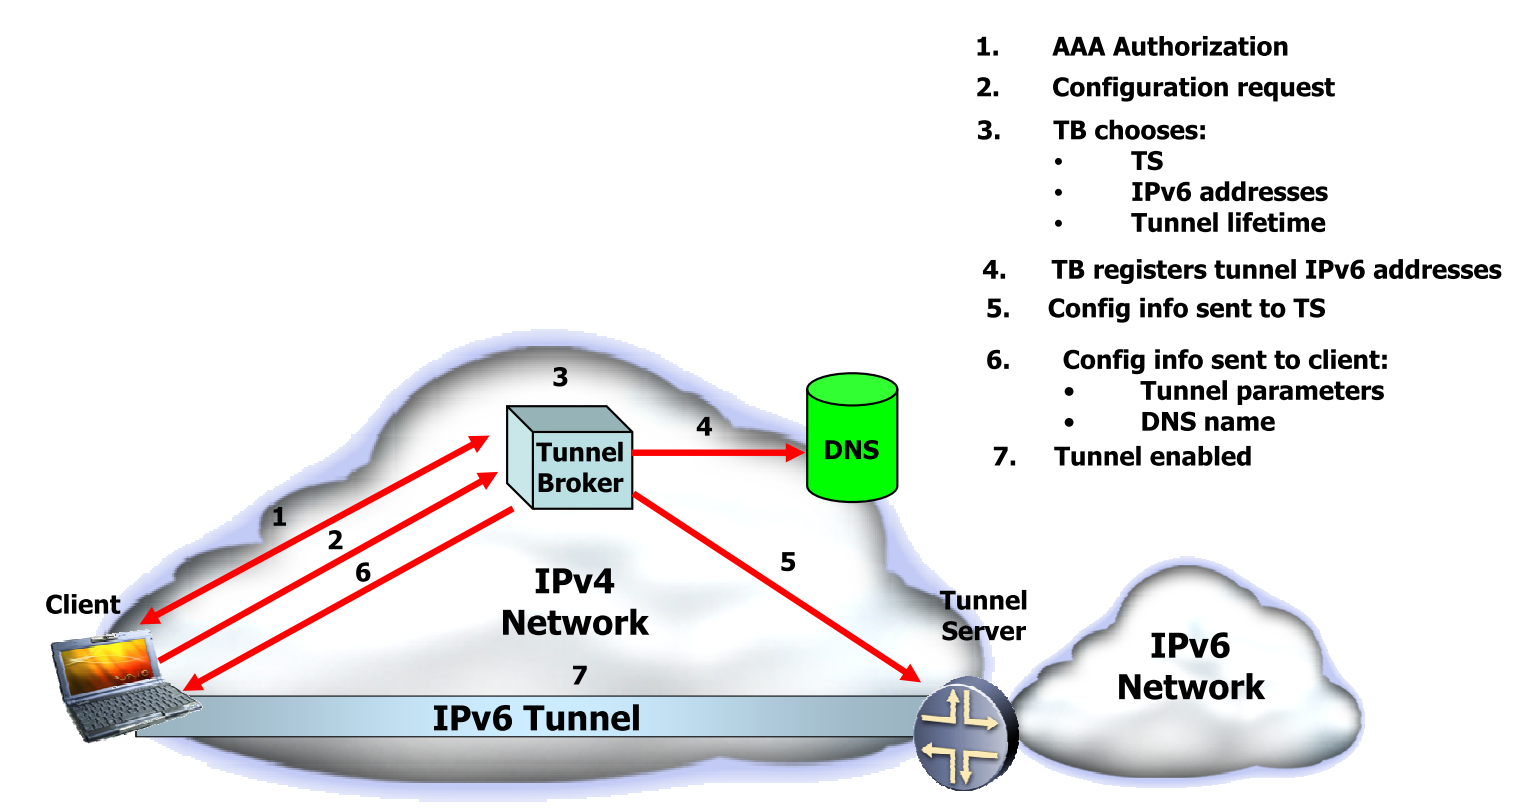 1. AAA Authorization
2. Configuration request
3. TB chooses:
• TS
• IPv6 addresses
• Tunnel lifetime
4. TB registers tunnel IPv6 addresses
5. Config info sent to TS
6. Config info sent to client:
• Tunnel parameters
• DNS name
7. Tunnel enabled
3
4
Tunnel
Broker
DNS
1
2
6
5
IPv4
Network
Client
Tunnel
Server
IPv6
Network
7
IPv6 Tunnel